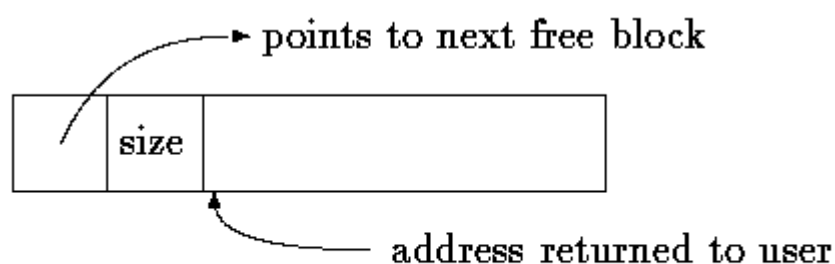 points to next free block
size
address returned to user